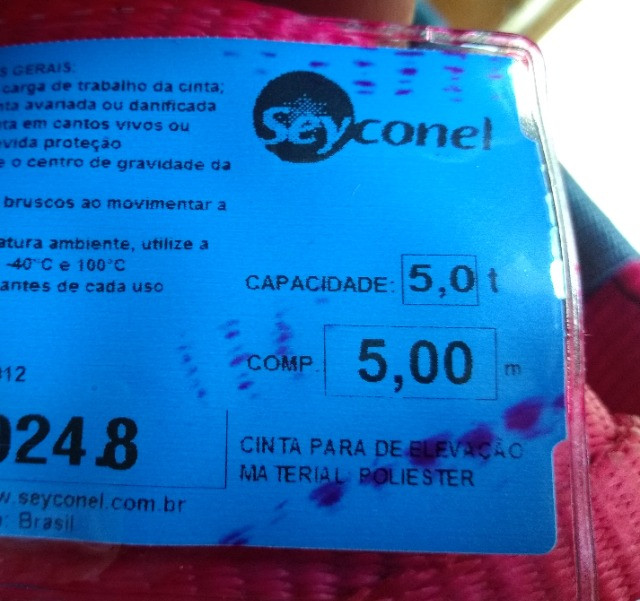 S GERAIS:
carga de trabalho da cinta;
nta avariada ou danificada
ta em cantos vivos ou
vida proteção
e o centro de gravidade da
bruscos ao movimentar a
atura ambiente, utilize a
-40°C e 100°C
antes de cada uso
Seyconel
CAPACIDADE: 5,0 t
COMP. 5,00 m
012
024.8
CINTA PARA DE ELEVAÇÃO
MATERIAL: POLIESTER
w.seyconel.com.br
: Brasil